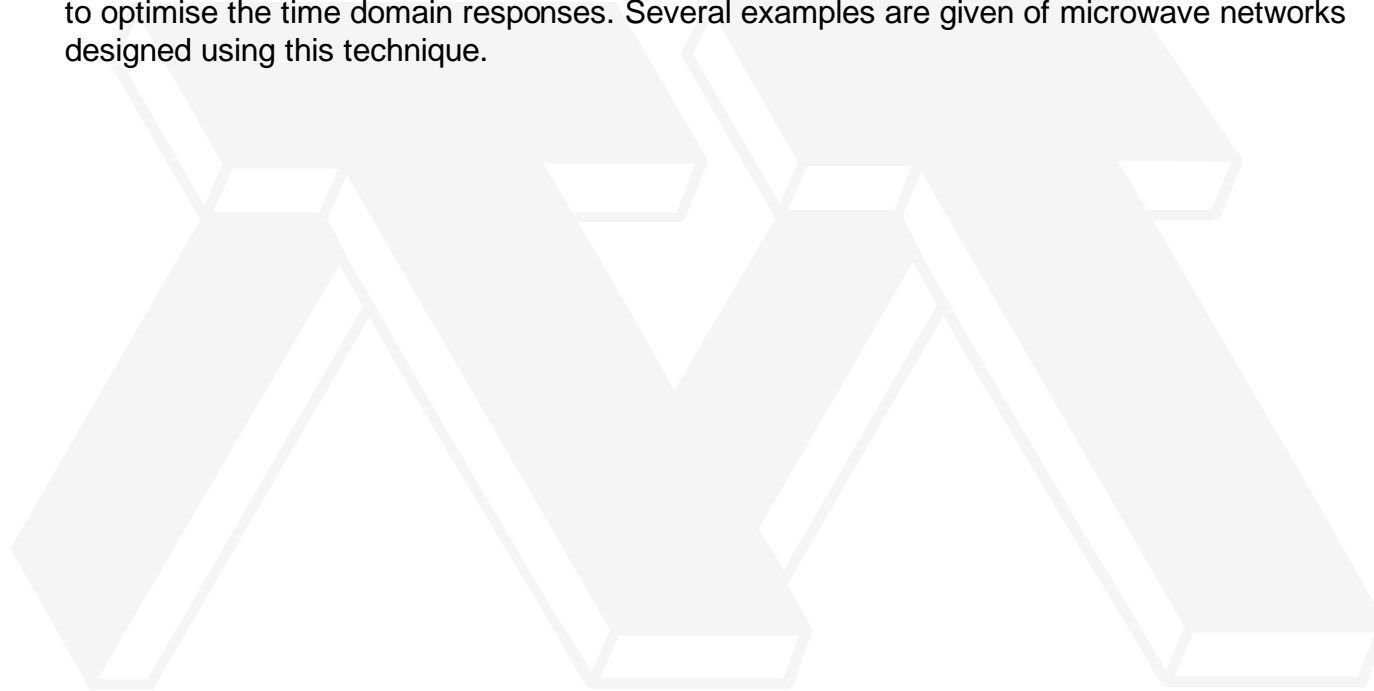 to optimise the time domain responses. Several examples are given of microwave networks
designed using this technique.